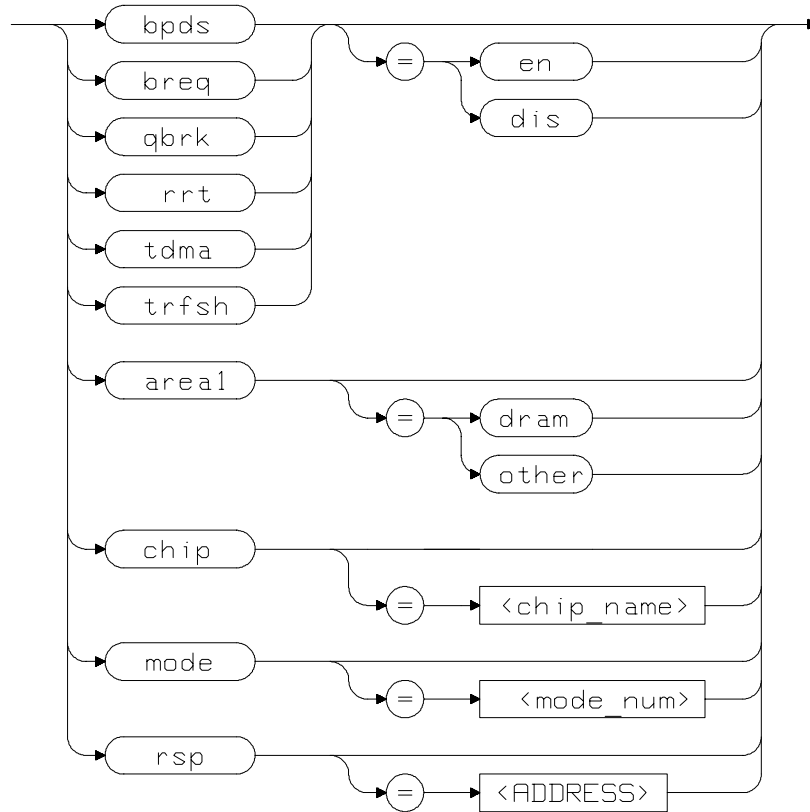 bpds
breq = en
qbrk dis
rrt
tdma
trfsh
area1
= dram
other
chip
= <chip_name>
mode
= <mode_num>
rsp
= <ADDRESS>